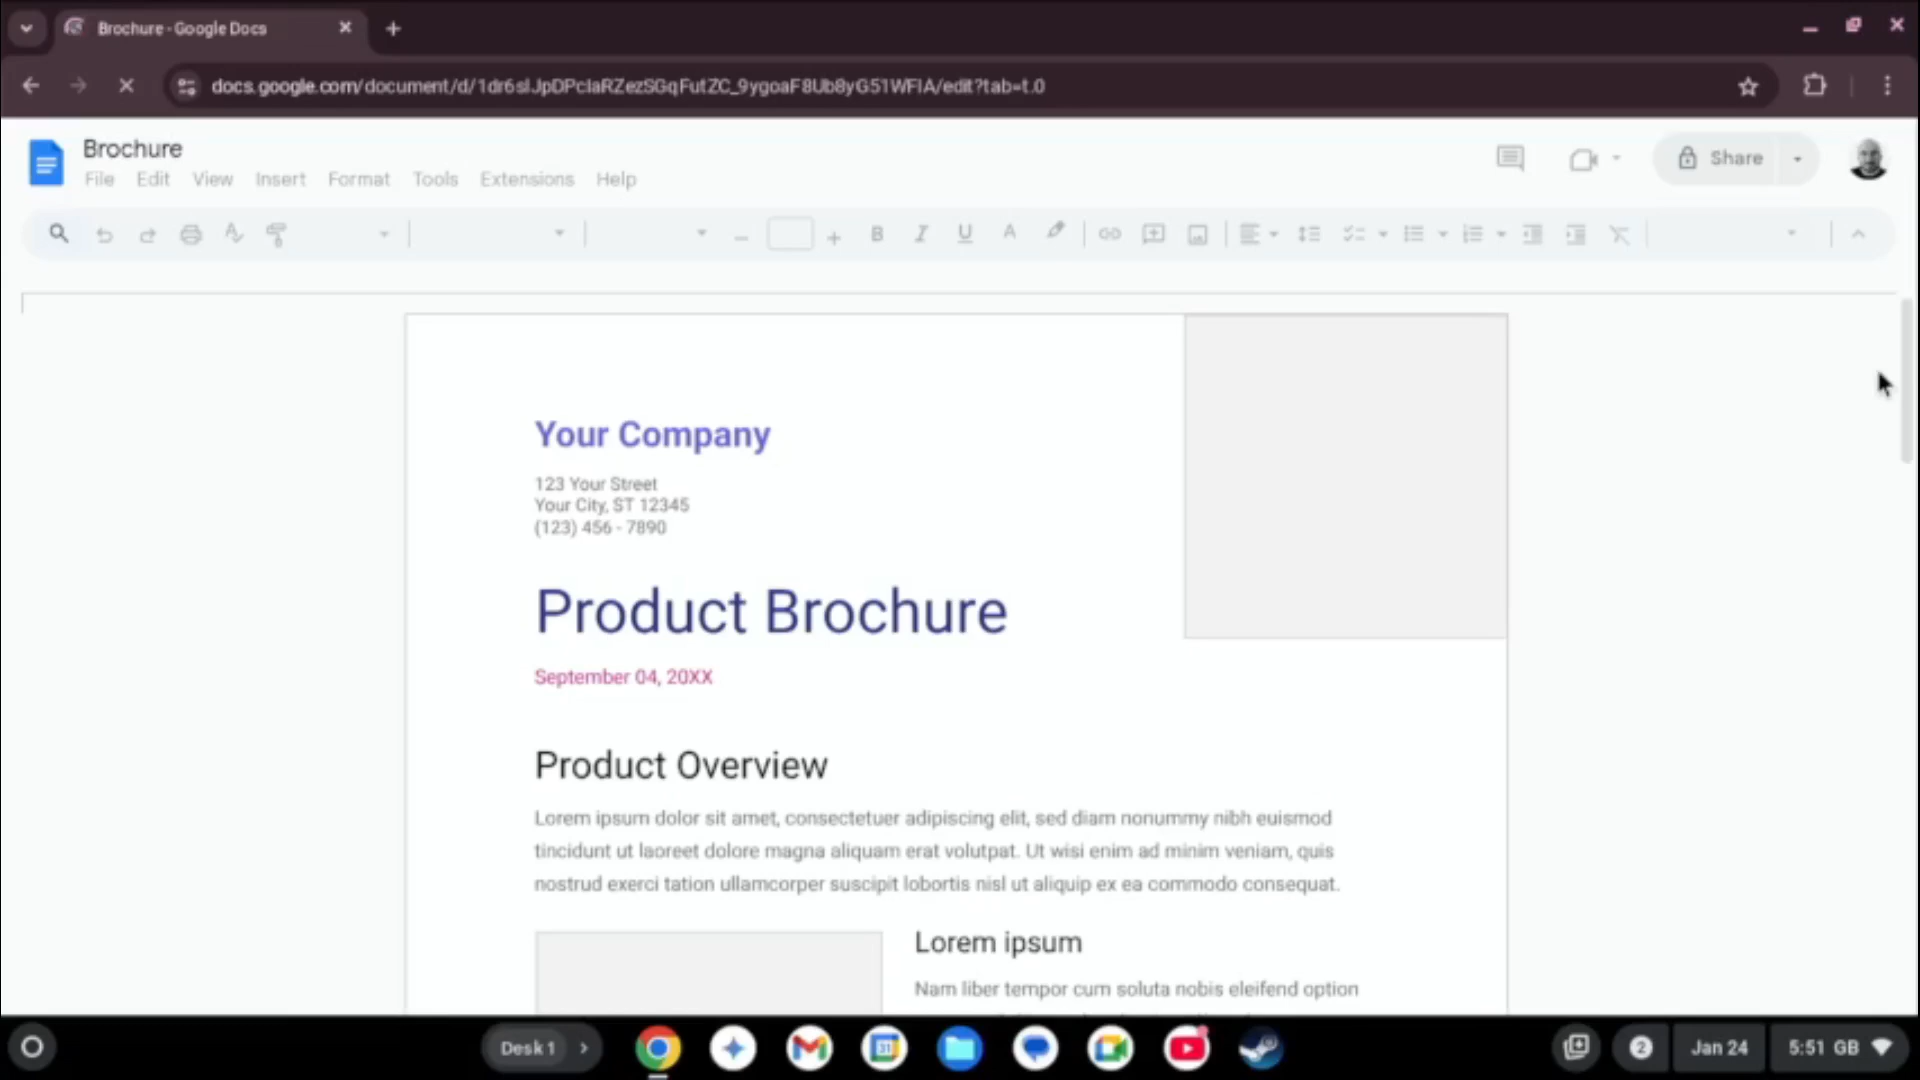 Brochure - Google Docs
docs.google.com/document/d/1dr6slJpDPclaRZezSGqFutZC_9ygoaF8Ub8yG51WFIA/edit?tab=t.0
Brochure
File Edit View Insert Format Tools Extensions Help
Share
Your Company
123 Your Street
Your City, ST 12345
(123) 456 - 7890
Product Brochure
September 04, 20XX
Product Overview
Lorem ipsum dolor sit amet, consectetuer adipiscing elit, sed diam nonummy nibh euismod
tincidunt ut laoreet dolore magna aliquam erat volutpat. Ut wisi enim ad minim veniam, quis
nostrud exerci tation ullamcorper suscipit lobortis nisl ut aliquip ex ea commodo consequat.
Lorem ipsum
Nam liber tempor cum soluta nobis eleifend option
Desk 1
31
2
Jan 24
5:51 GB